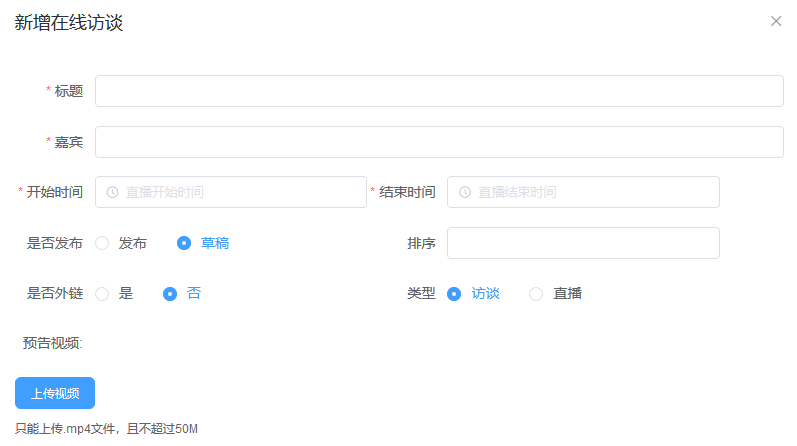 新增在线访谈
* 标题
* 嘉宾
* 开始时间 直播开始时间 * 结束时间 直播结束时间
是否发布 发布 草稿 排序
是否外链 是 否 类型 访谈 直播
预告视频:
上传视频
只能上传.mp4文件，且不超过50M